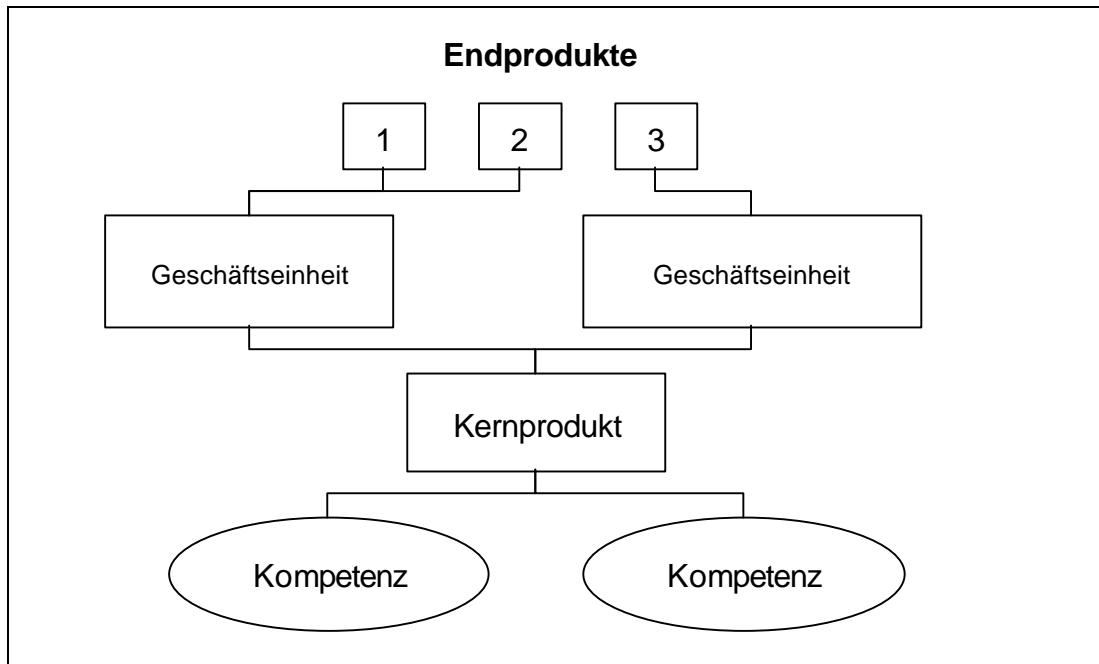 Endprodukte
1 2 3
Geschäftseinheit Geschäftseinheit
Kernprodukt
Kompetenz Kompetenz